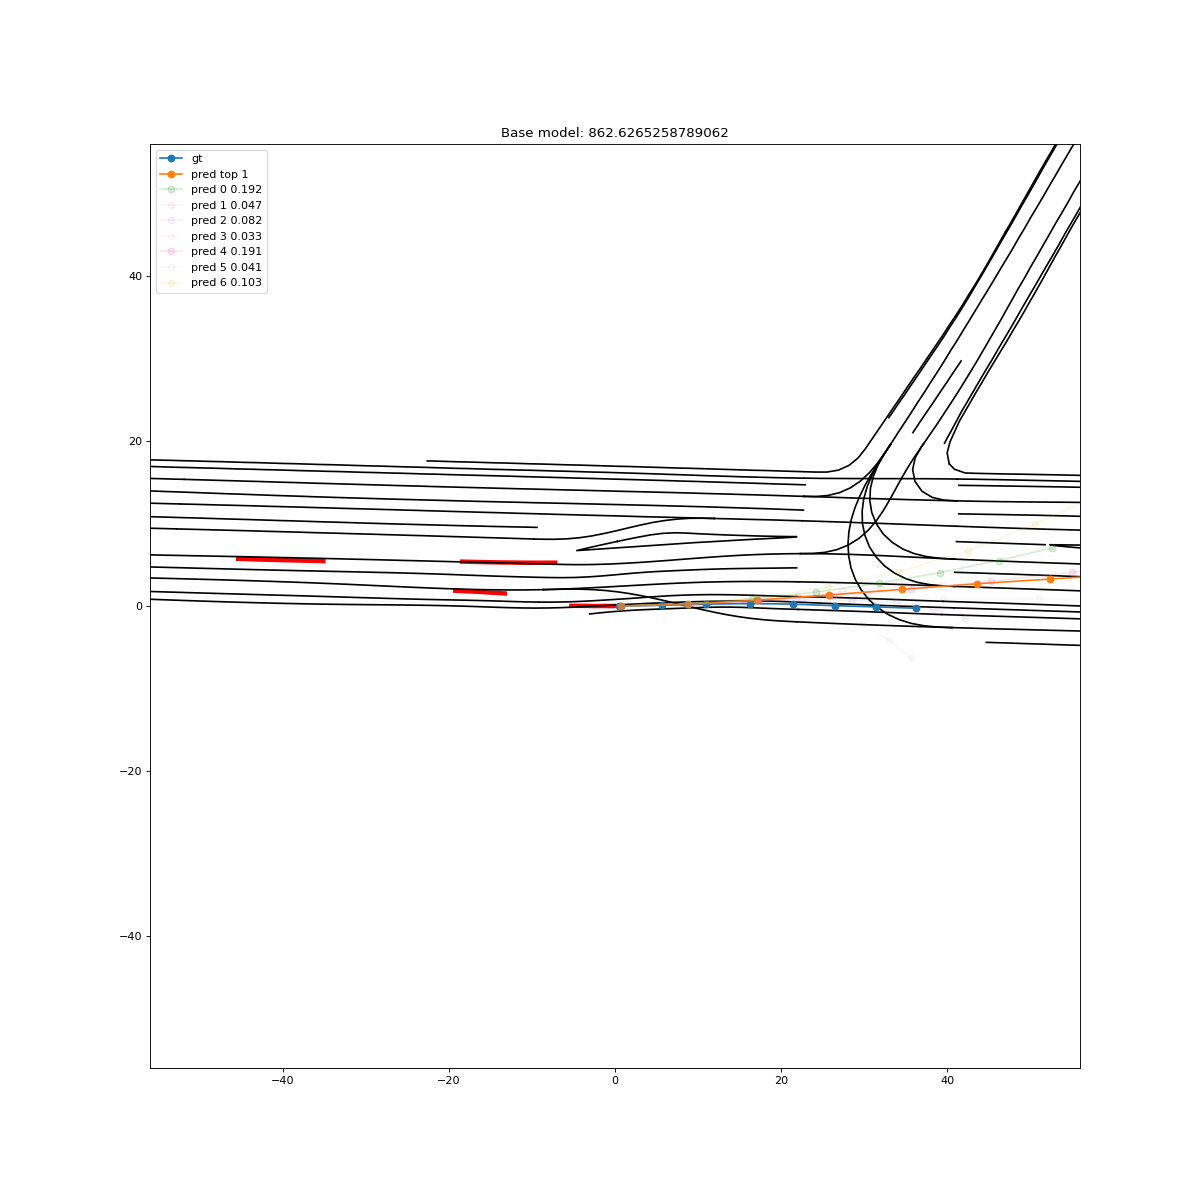 Base model: 862.6265258789062
gt
pred top 1
pred 0 0.192
pred 1 0.047
pred 2 0.082
pred 3 0.033
pred 4 0.191
pred 5 0.041
pred 6 0.103
40
20
0
−20
−40
−40
−20
0
20
40